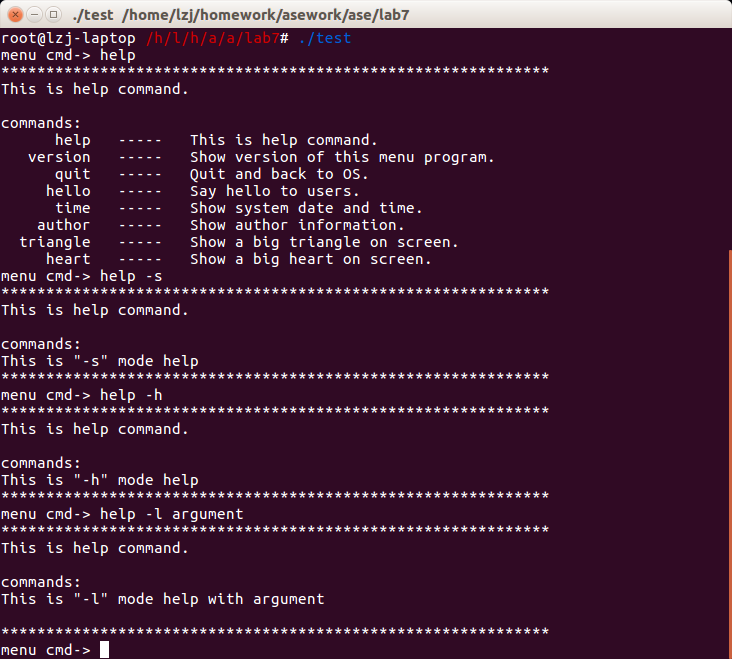 ./test /home/lzj/homework/asework/ase/lab7
root@lzj-laptop /h/l/h/a/a/lab7# ./test
menu cmd-> help
*************************************************************
This is help command.
commands:
help ----- This is help command.
version ----- Show version of this menu program.
quit ----- Quit and back to OS.
hello ----- Say hello to users.
time ----- Show system date and time.
author ----- Show author information.
triangle ----- Show a big triangle on screen.
heart ----- Show a big heart on screen.
menu cmd-> help -s
*************************************************************
This is help command.
commands:
This is "-s" mode help
*************************************************************
menu cmd-> help -h
*************************************************************
This is help command.
commands:
This is "-h" mode help
*************************************************************
menu cmd-> help -l argument
*************************************************************
This is help command.
commands:
This is "-l" mode help with argument
*************************************************************
menu cmd->